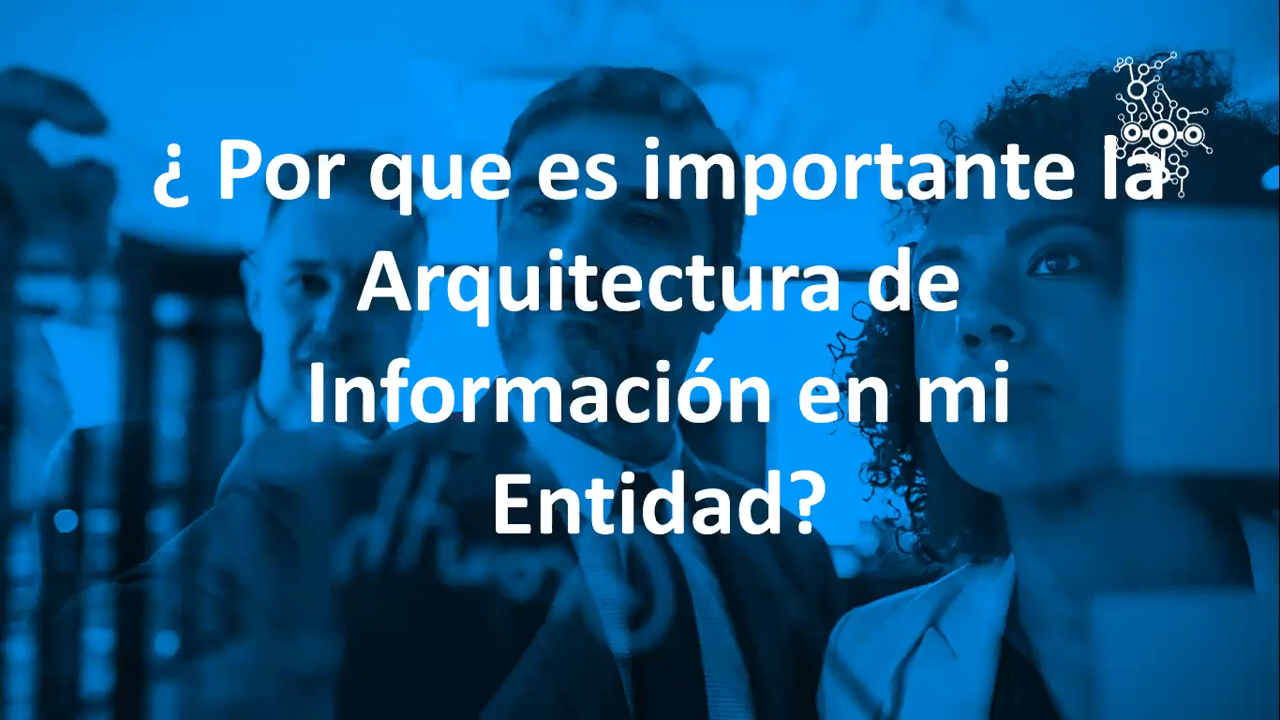 ¿ Por que es importante la
Arquitectura de
Información en mi
Entidad?